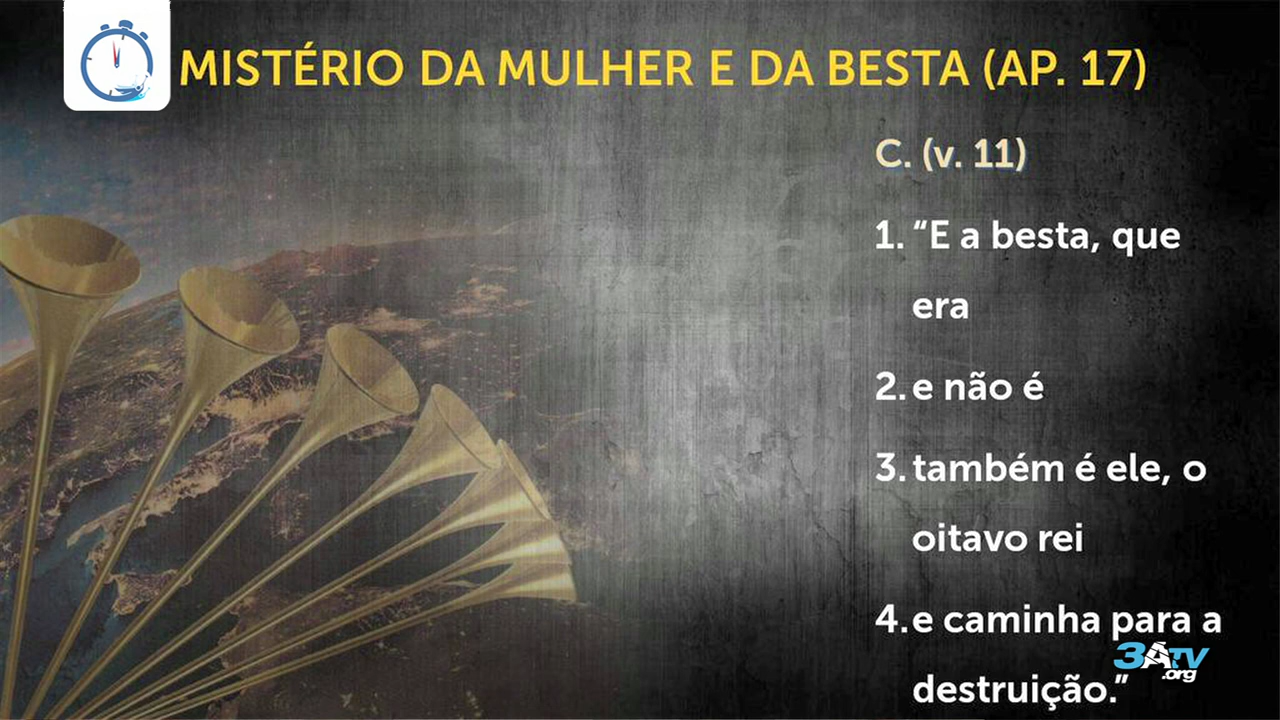 MISTÉRIO DA MULHER E DA BESTA (AP. 17)
C. (v. 11)
1. “E a besta, que
era
2. e não é
3. também é ele, o
oitavo rei
4. e caminha para a
destruição.”
3ATV
.org